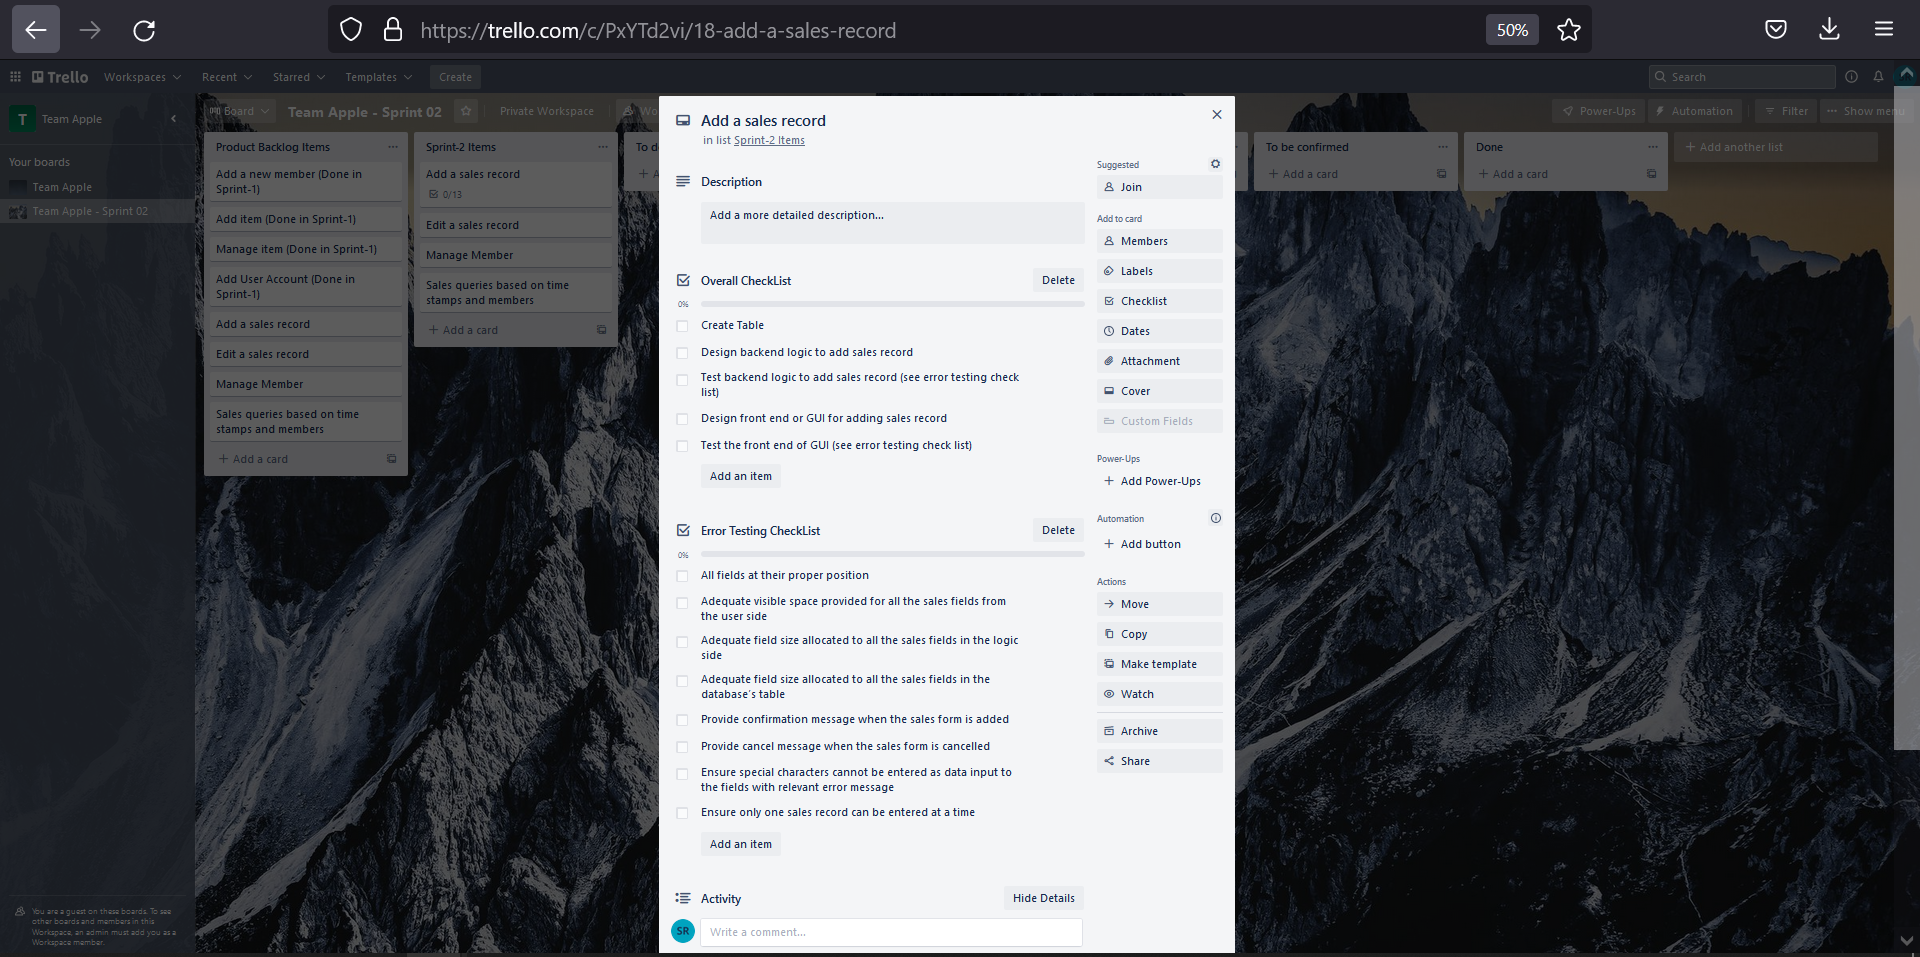 https://trello.com/c/PxYTd2vi/18-add-a-sales-record
50%
Trello
Workspaces
Recent
Starred
Templates
Create
Search
T
Team Apple
Your boards
Team Apple
Team Apple - Sprint 02
You are a guest on these boards. To see
other boards and members in this
Workspace, an admin must add you as a
Workspace member.
Board
Team Apple - Sprint 02
Private Workspace
Power-Ups
Automation
Filter
Show menu
Product Backlog Items
Add a new member (Done in
Sprint-1)
Add item (Done in Sprint-1)
Manage item (Done in Sprint-1)
Add User Account (Done in
Sprint-1)
Add a sales record
Edit a sales record
Manage Member
Sales queries based on time
stamps and members
+ Add a card
Sprint-2 Items
Add a sales record
0/13
Edit a sales record
Manage Member
Sales queries based on time
stamps and members
+ Add a card
To be confirmed
+ Add a card
Done
+ Add a card
+ Add another list
Add a sales record
in list Sprint-2 Items
Description
Add a more detailed description...
Overall CheckList
Delete
0%
Create Table
Design backend logic to add sales record
Test backend logic to add sales record (see error testing check
list)
Design front end or GUI for adding sales record
Test the front end of GUI (see error testing check list)
Add an item
Error Testing CheckList
Delete
0%
All fields at their proper position
Adequate visible space provided for all the sales fields from
the user side
Adequate field size allocated to all the sales fields in the logic
side
Adequate field size allocated to all the sales fields in the
database's table
Provide confirmation message when the sales form is added
Provide cancel message when the sales form is cancelled
Ensure special characters cannot be entered as data input to
the fields with relevant error message
Ensure only one sales record can be entered at a time
Add an item
Activity
Hide Details
SR
Write a comment...
Suggested
Join
Add to card
Members
Labels
Checklist
Dates
Attachment
Cover
Custom Fields
Power-Ups
+ Add Power-Ups
Automation
+ Add button
Actions
Move
Copy
Make template
Watch
Archive
Share